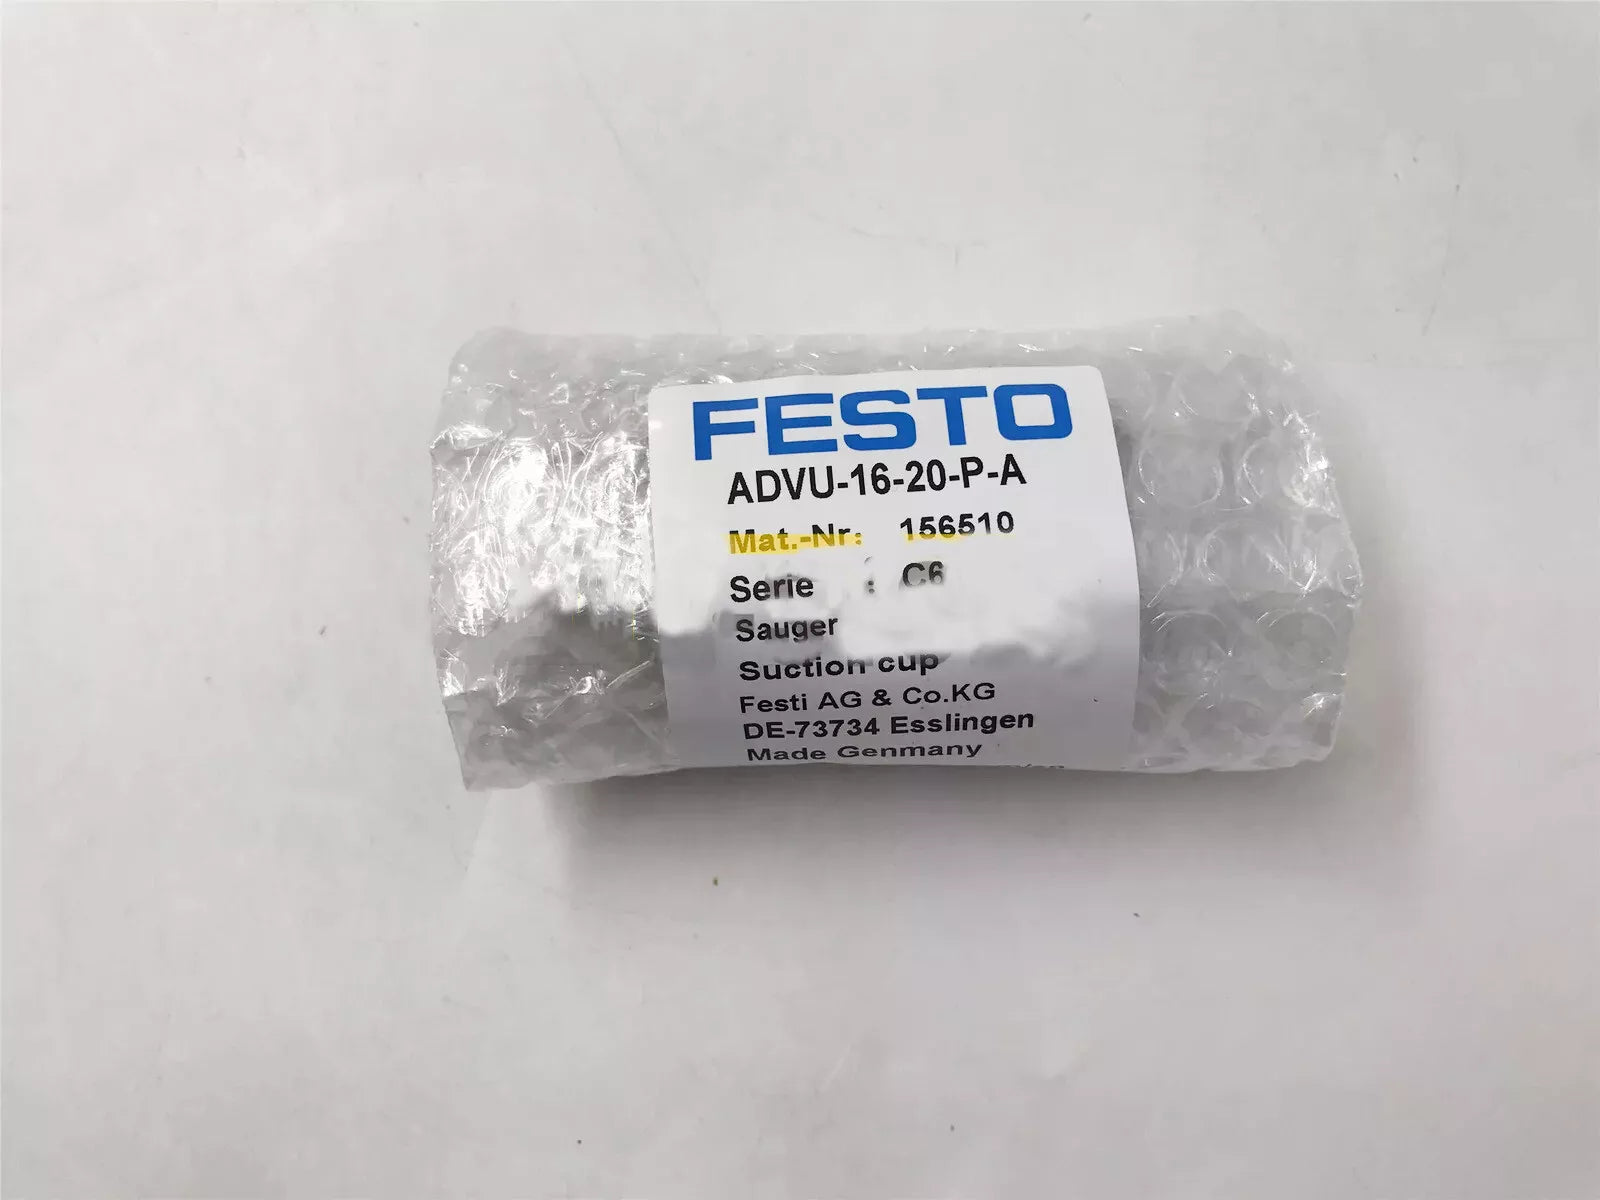 FESTO
ADVU-16-20-P-A
Mat.-Nr: 156510
Serie : C6
Sauger
Suction cup
Festi AG & Co.KG
DE-73734 Esslingen
Made Genmany